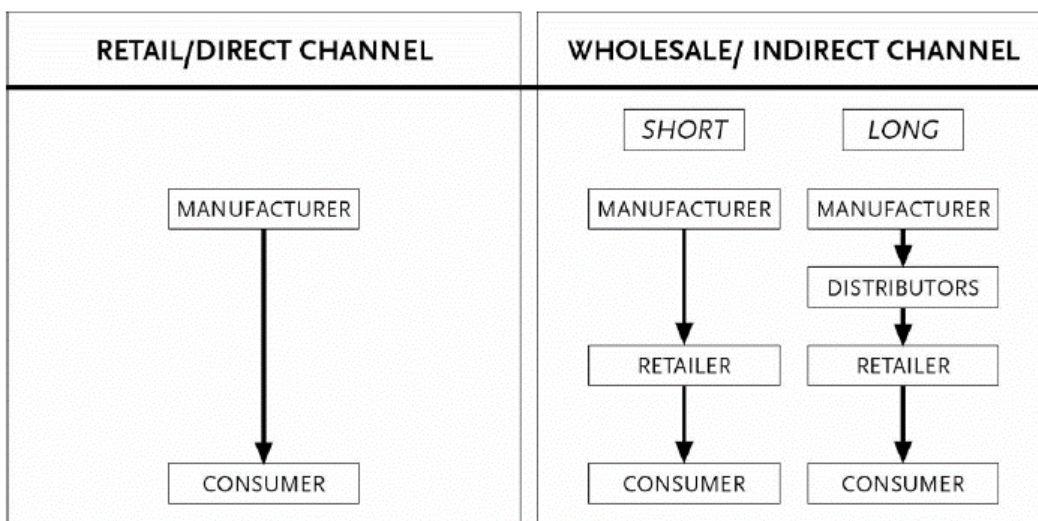 RETAIL/DIRECT CHANNEL
MANUFACTURER
CONSUMER
WHOLESALE/ INDIRECT CHANNEL
SHORT
MANUFACTURER
RETAILER
CONSUMER
LONG
MANUFACTURER
DISTRIBUTORS
RETAILER
CONSUMER